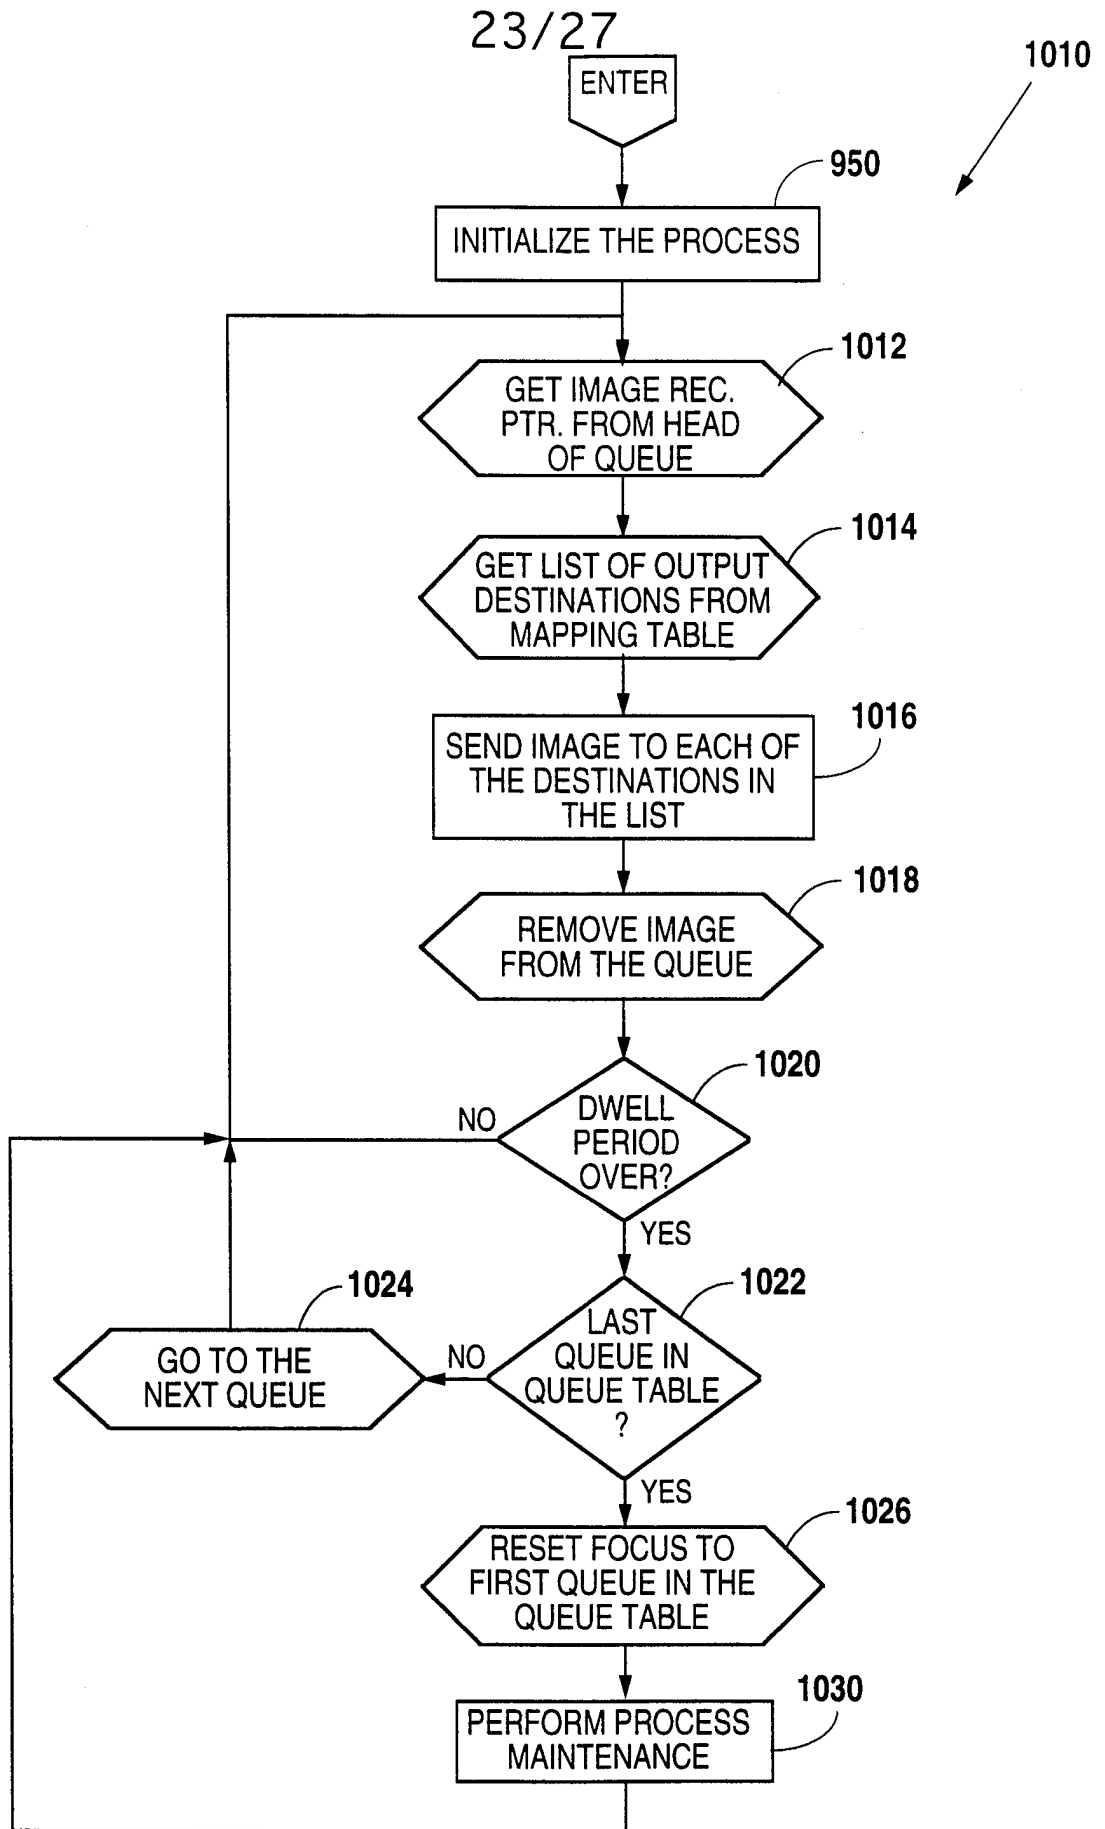 23/27
ENTER
1010
950
INITIALIZE THE PROCESS
1012
GET IMAGE REC.
PTR. FROM HEAD
OF QUEUE
1014
GET LIST OF OUTPUT
DESTINATIONS FROM
MAPPING TABLE
1016
SEND IMAGE TO EACH OF
THE DESTINATIONS IN
THE LIST
1018
REMOVE IMAGE
FROM THE QUEUE
1020
NO
DWELL
PERIOD
OVER?
YES
1024
1022
GO TO THE
NEXT QUEUE
NO
LAST
QUEUE IN
QUEUE TABLE
?
YES
1026
RESET FOCUS TO
FIRST QUEUE IN THE
QUEUE TABLE
1030
PERFORM PROCESS
MAINTENANCE